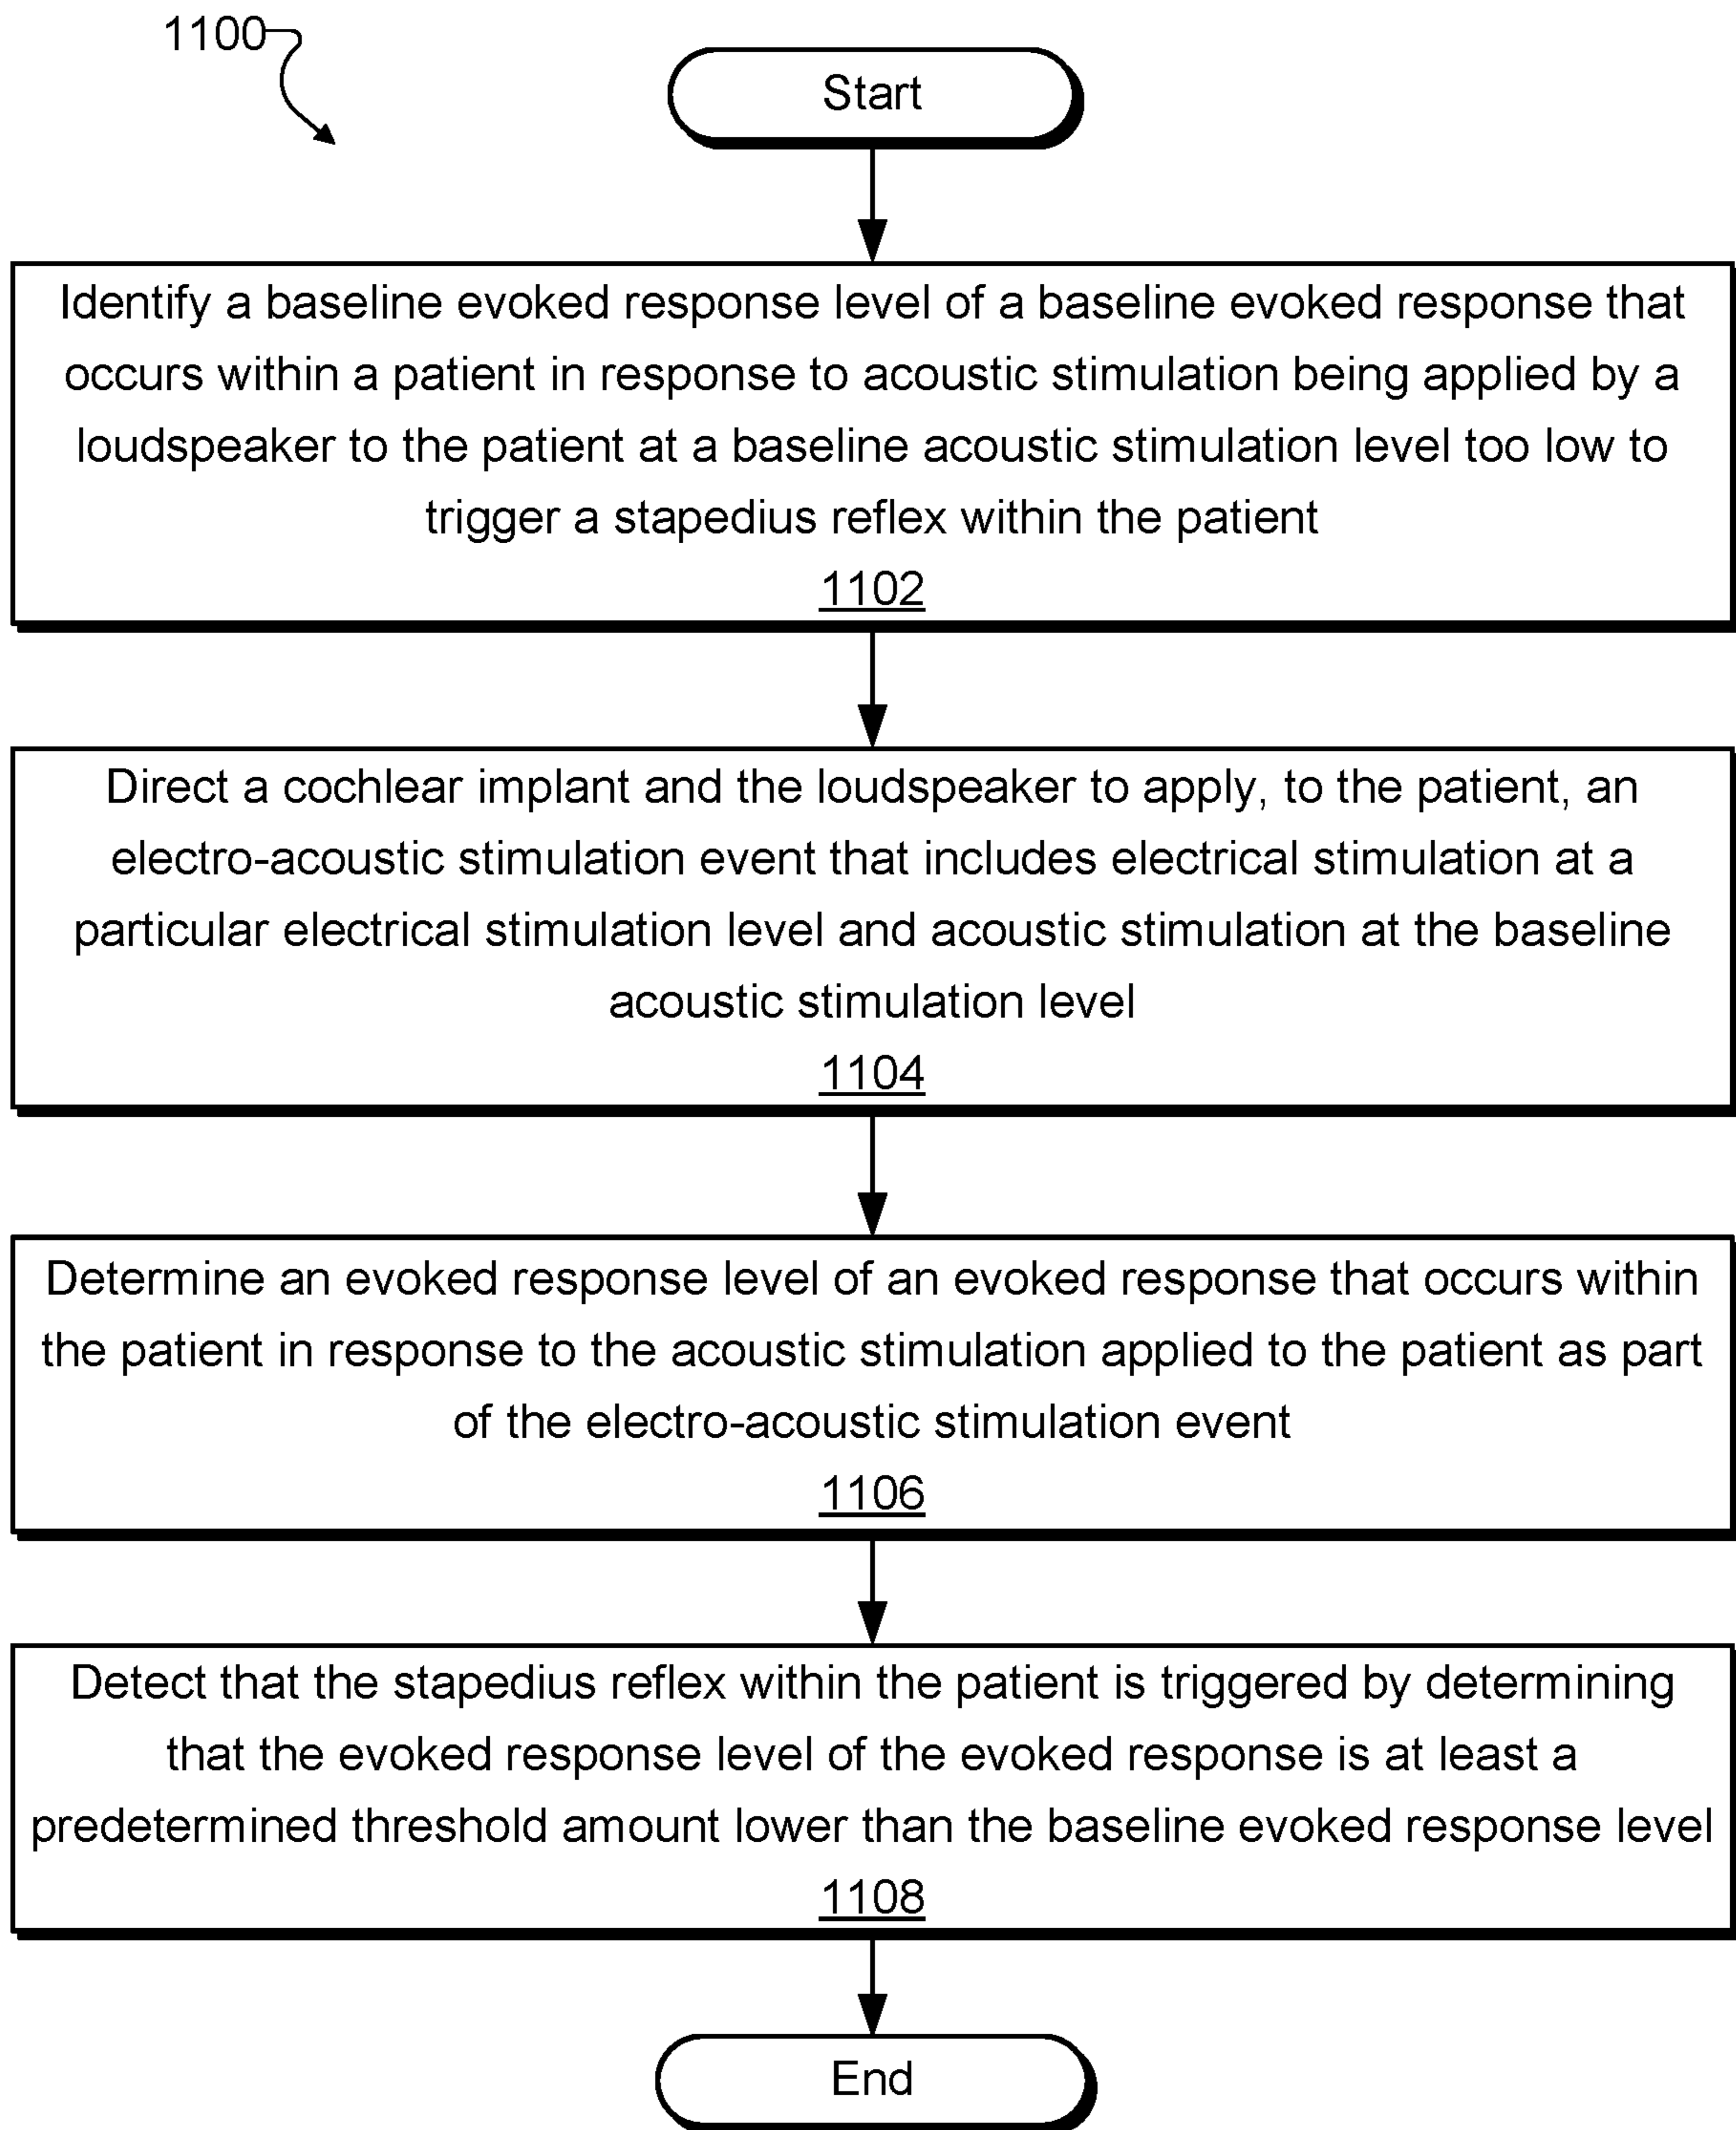 1100
Start
Identify a baseline evoked response level of a baseline evoked response that
occurs within a patient in response to acoustic stimulation being applied by a
loudspeaker to the patient at a baseline acoustic stimulation level too low to
trigger a stapedius reflex within the patient
1102
Direct a cochlear implant and the loudspeaker to apply, to the patient, an
electro-acoustic stimulation event that includes electrical stimulation at a
particular electrical stimulation level and acoustic stimulation at the baseline
acoustic stimulation level
1104
Determine an evoked response level of an evoked response that occurs within
the patient in response to the acoustic stimulation applied to the patient as part
of the electro-acoustic stimulation event
1106
Detect that the stapedius reflex within the patient is triggered by determining
that the evoked response level of the evoked response is at least a
predetermined threshold amount lower than the baseline evoked response level
1108
End